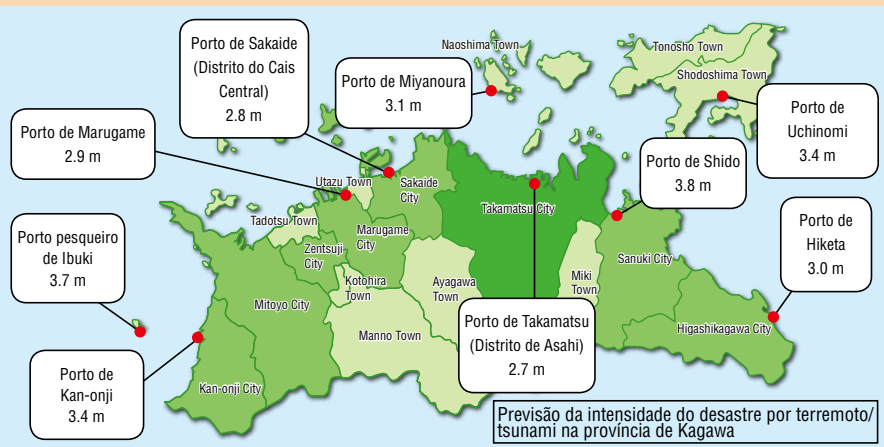 Porto de Sakaide
(Distrito do Cais
Central)
2.8 m
Porto de Miyanoura
3.1 m
Naoshima Town
Tonosho Town
Shodoshima Town
Porto de
Uchinomi
3.4 m
Porto de Marugame
2.9 m
Porto de Shido
3.8 m
Utazu Town
Sakaide
City
Takamatsu City
Tadotsu Town
Marugame
City
Zentsuji
City
Porto pesqueiro
de Ibuki
3.7 m
Porto de
Hiketa
3.0 m
Sanuki City
Miki
Town
Kotohira
Town
Ayagawa
Town
Mitoyo City
Manno Town
Higashikagawa City
Porto de Takamatsu
(Distrito de Asahi)
2.7 m
Porto de
Kan-onji
3.4 m
Kan-onji City
Previsão da intensidade do desastre por terremoto/
tsunami na província de Kagawa